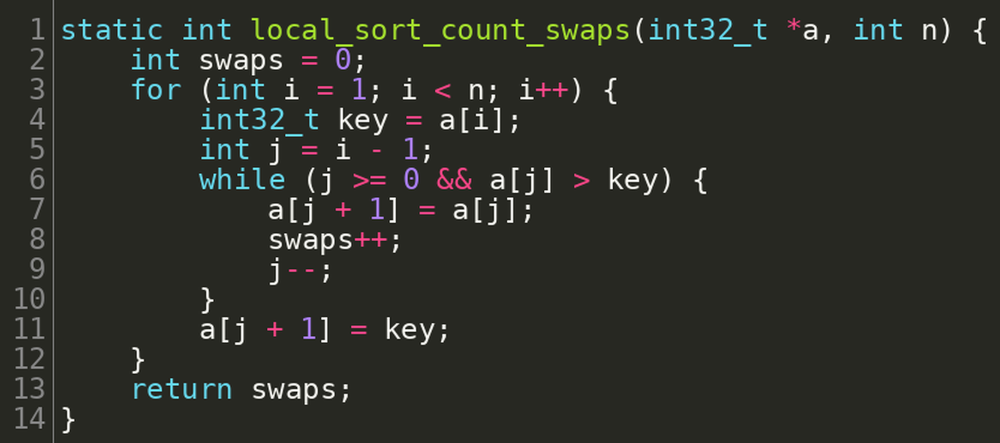 1 static int local_sort_count_swaps(int32_t *a, int n) {
2     int swaps = 0;
3     for (int i = 1; i < n; i++) {
4         int32_t key = a[i];
5         int j = i - 1;
6         while (j >= 0 && a[j] > key) {
7             a[j + 1] = a[j];
8             swaps++;
9             j--;
10         }
11         a[j + 1] = key;
12     }
13     return swaps;
14 }